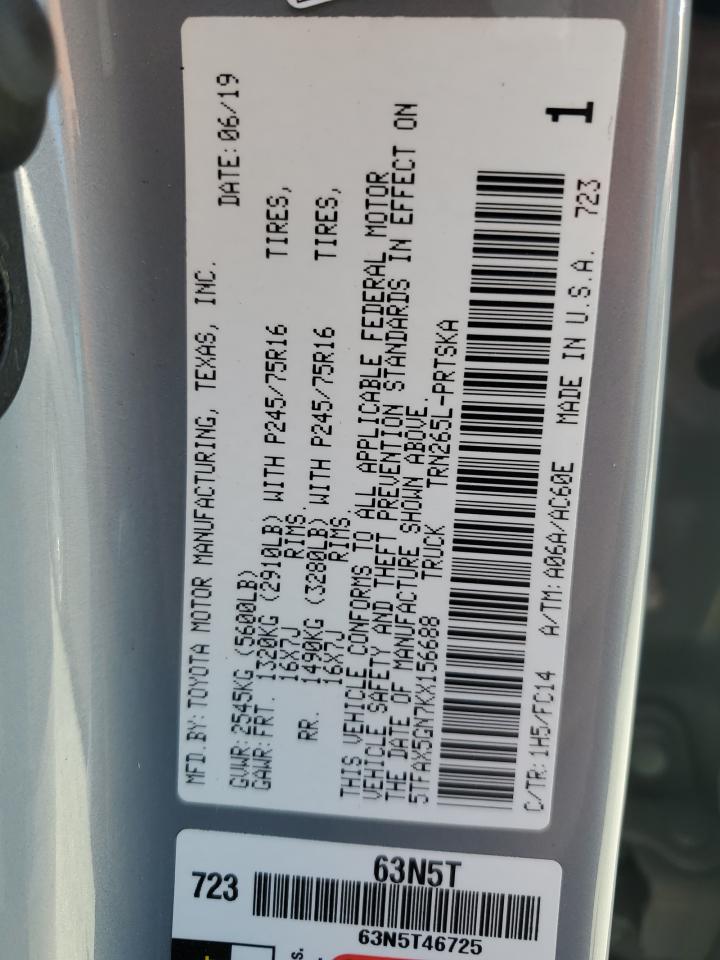 MFD.BY:TOYOTA MOTOR MANUFACTURING, TEXAS, INC.
DATE:06/19
GVWR:2545KG (5600LB)
GAWR:FRT. 1320KG (2910LB) WITH P245/75R16 TIRES,
16X7J RIMS.
RR. 1490KG (3280LB) WITH P245/75R16 TIRES,
16X7J RIMS.
THIS VEHICLE CONFORMS TO ALL APPLICABLE FEDERAL MOTOR
VEHICLE SAFETY AND THEFT PREVENTION STANDARDS IN EFFECT ON
THE DATE OF MANUFACTURE SHOWN ABOVE.
5TFAX5GN7KX156688 TRUCK TRN265L-PRTSKA
C/TR:1H5/FC14 A/TM:A06A/AC60E MADE IN U.S.A. 723
1
63N5T
723
63N5T46725
s.